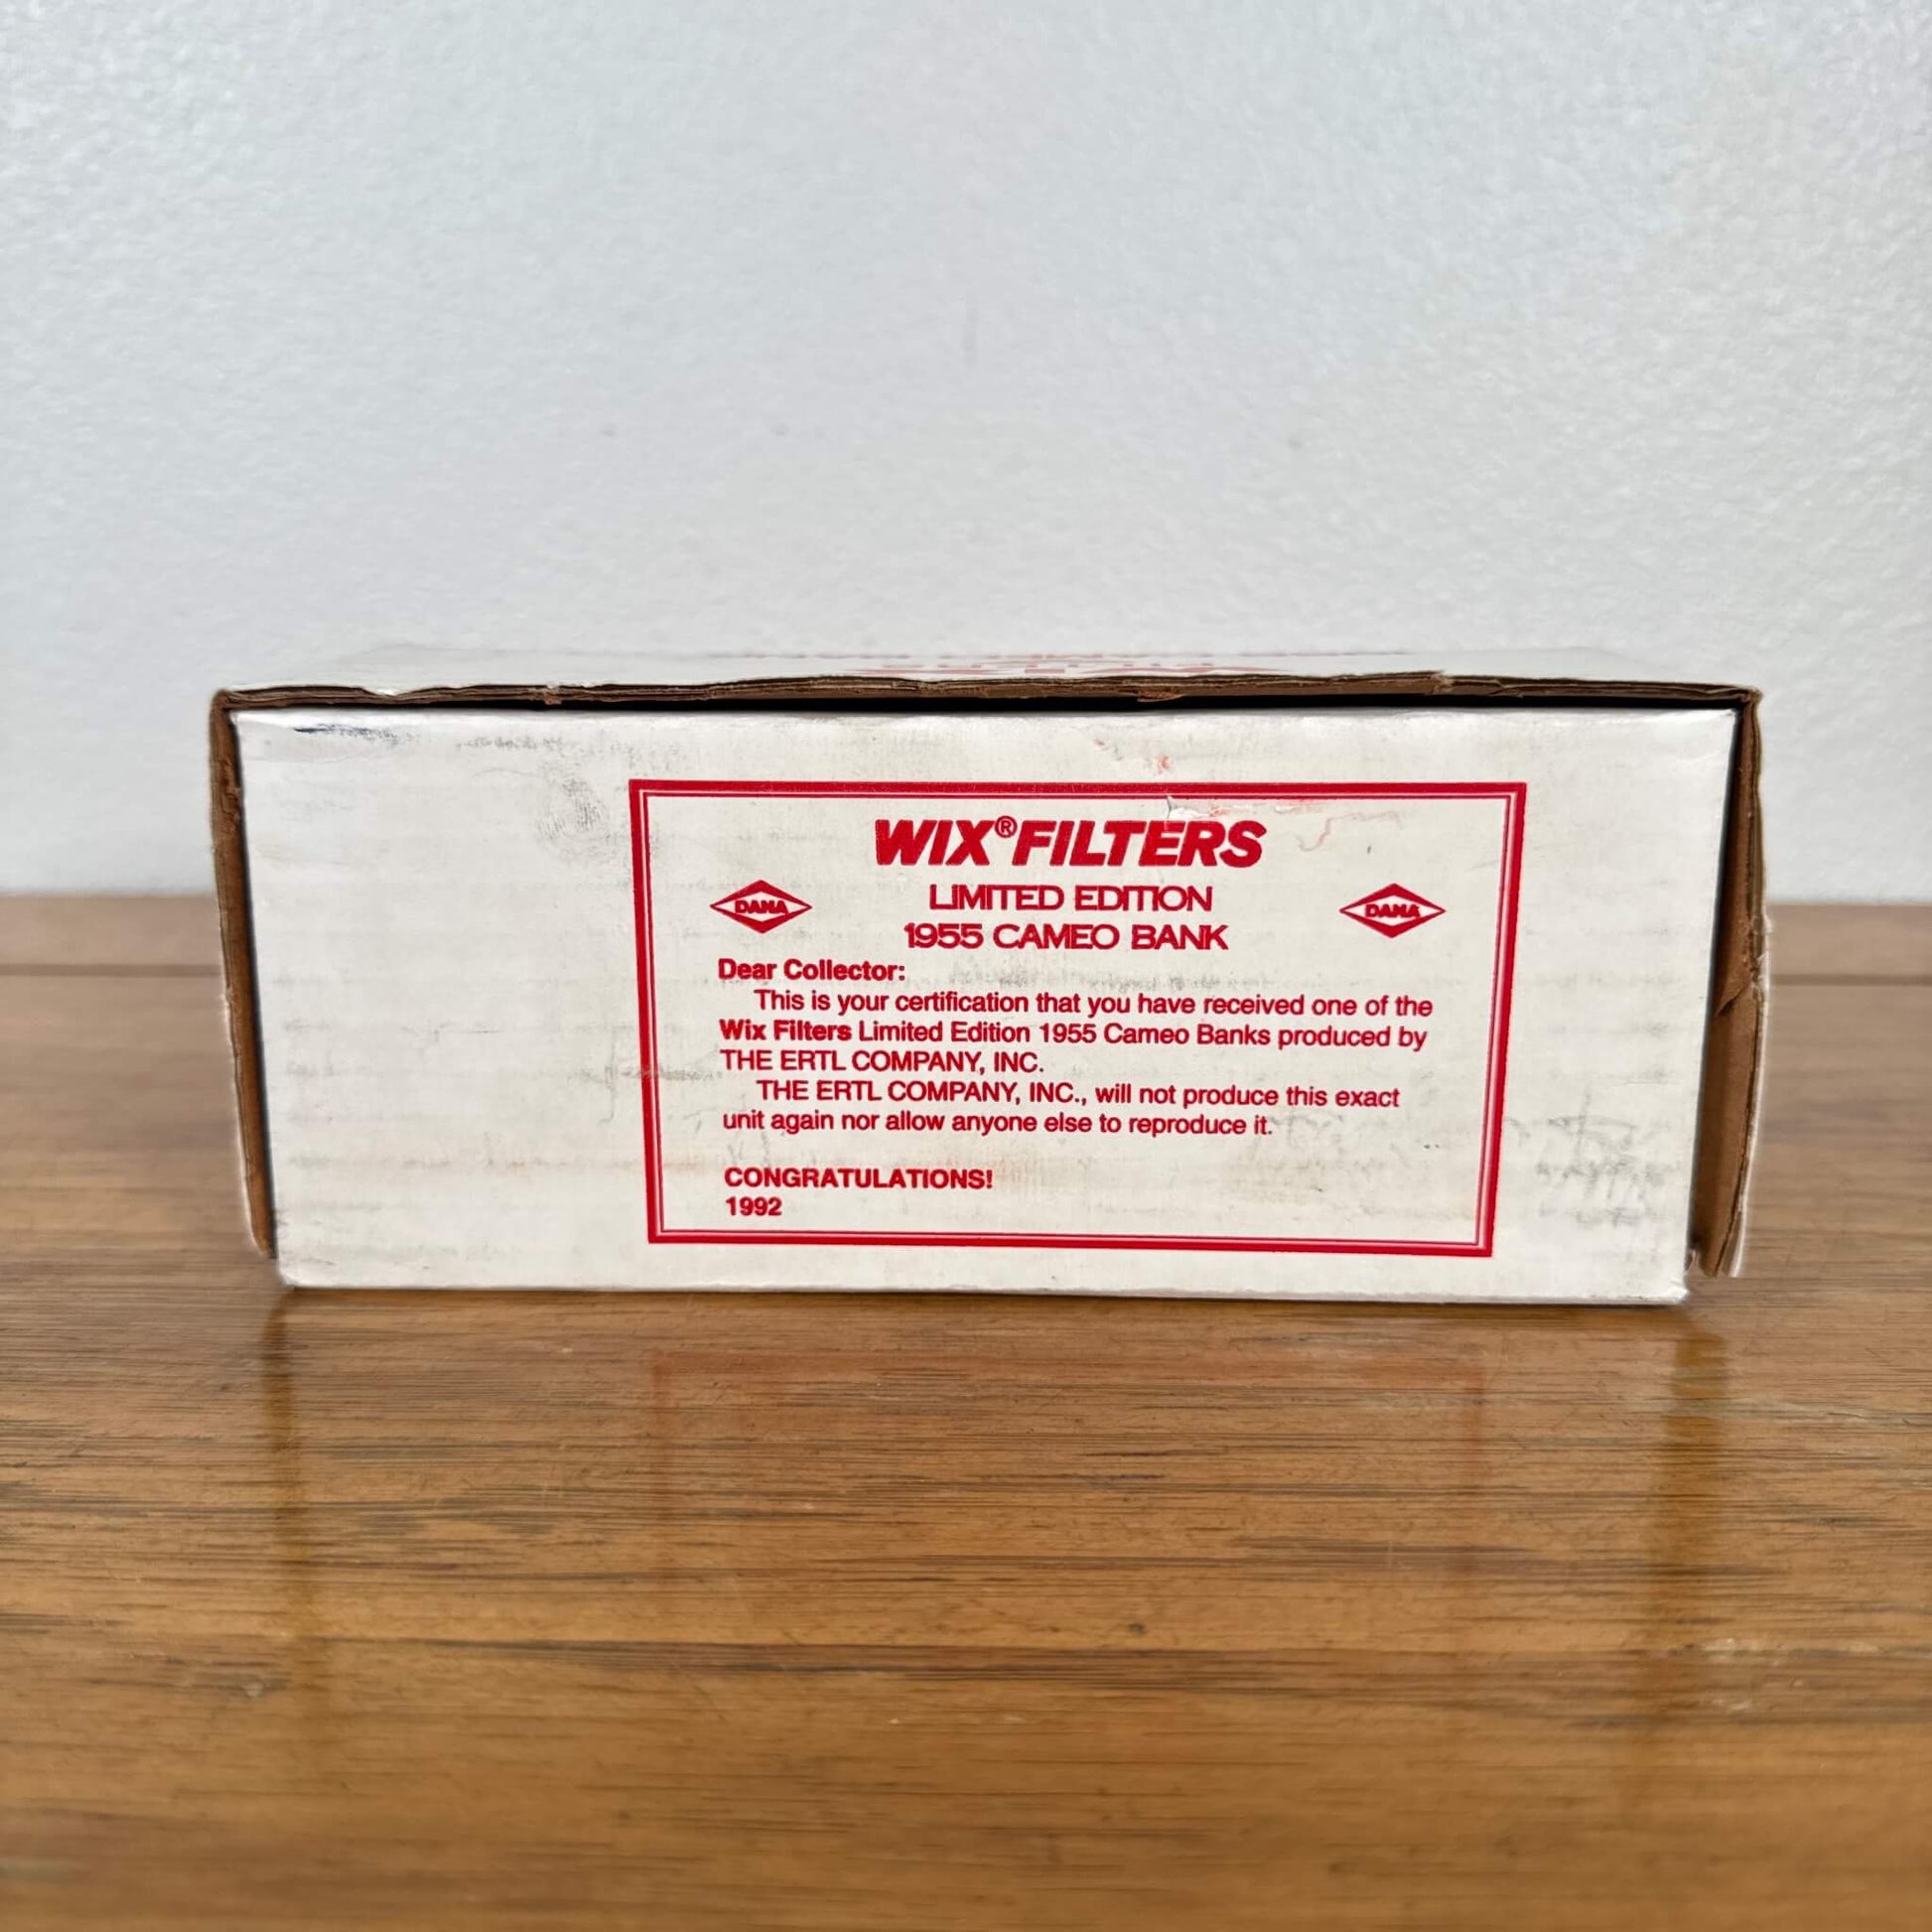 WIX® FILTERS
DANA
LIMITED EDITION
DANA
1955 CAMEO BANK
Dear Collector:
This is your certification that you have received one of the
Wix Filters Limited Edition 1955 Cameo Banks produced by
THE ERTL COMPANY, INC.
THE ERTL COMPANY, INC., will not produce this exact
unit again nor allow anyone else to reproduce it.
CONGRATULATIONS!
1992